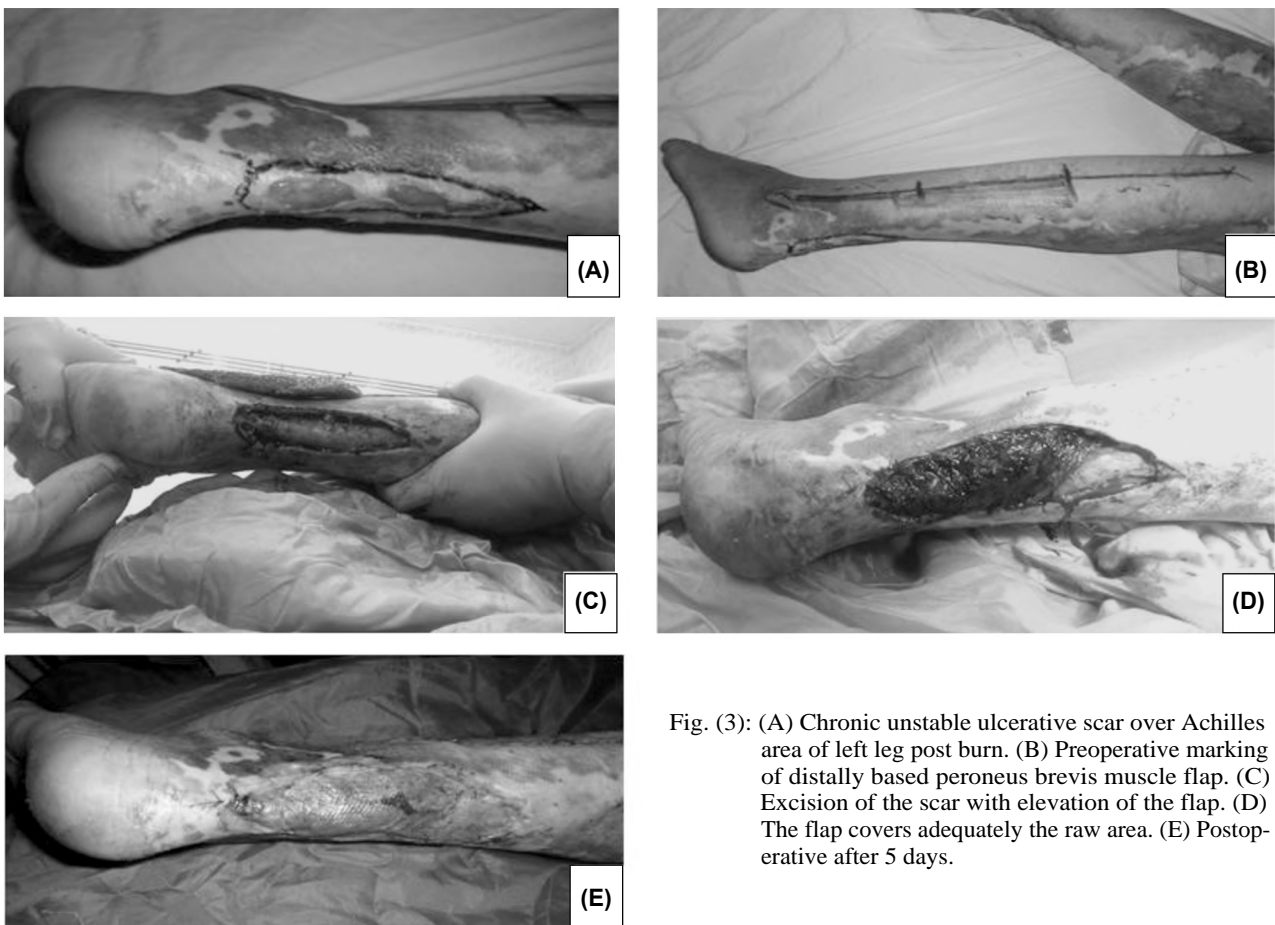 (A)
(B)
(C)
(D)
(E)
Fig. (3): (A) Chronic unstable ulcerative scar over Achilles
area of left leg post burn. (B) Preoperative marking
of distally based peroneus brevis muscle flap. (C)
Excision of the scar with elevation of the flap. (D)
The flap covers adequately the raw area. (E) Postop-
erative after 5 days.